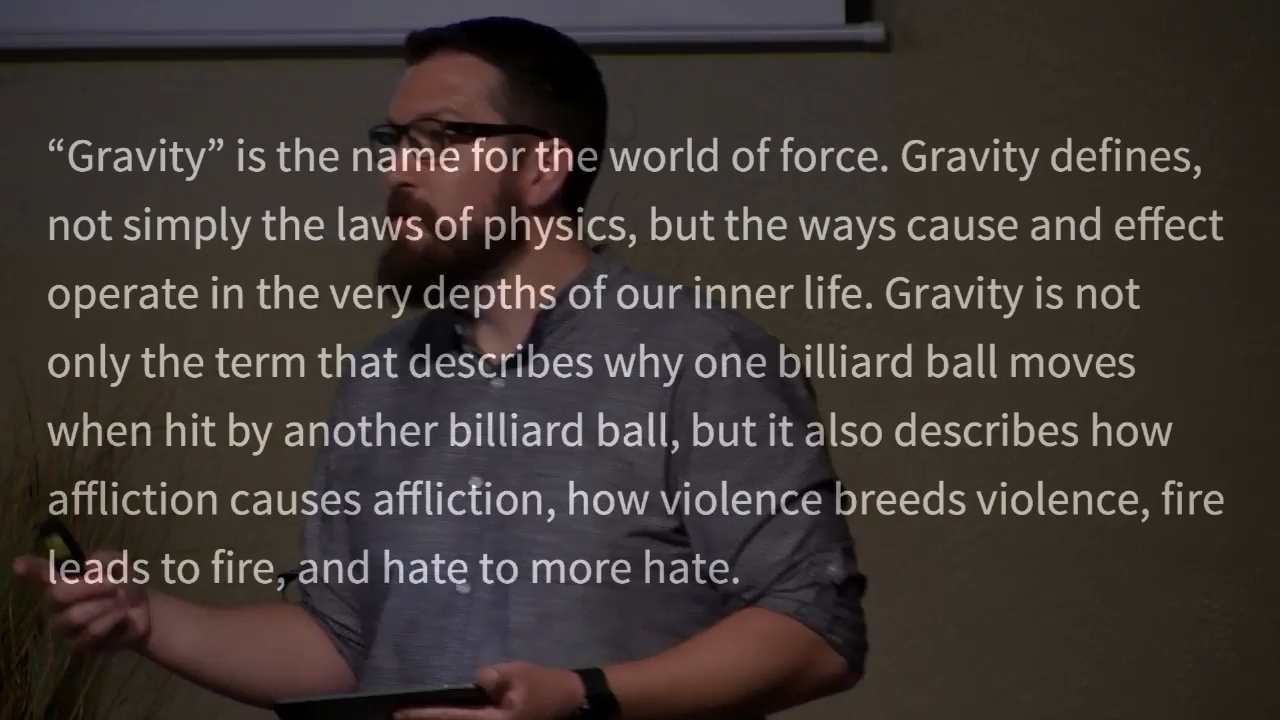 “Gravity” is the name for the world of force. Gravity defines,
not simply the laws of physics, but the ways cause and effect
operate in the very depths of our inner life. Gravity is not
only the term that describes why one billiard ball moves
when hit by another billiard ball, but it also describes how
affliction causes affliction, how violence breeds violence, fire
leads to fire, and hate to more hate.